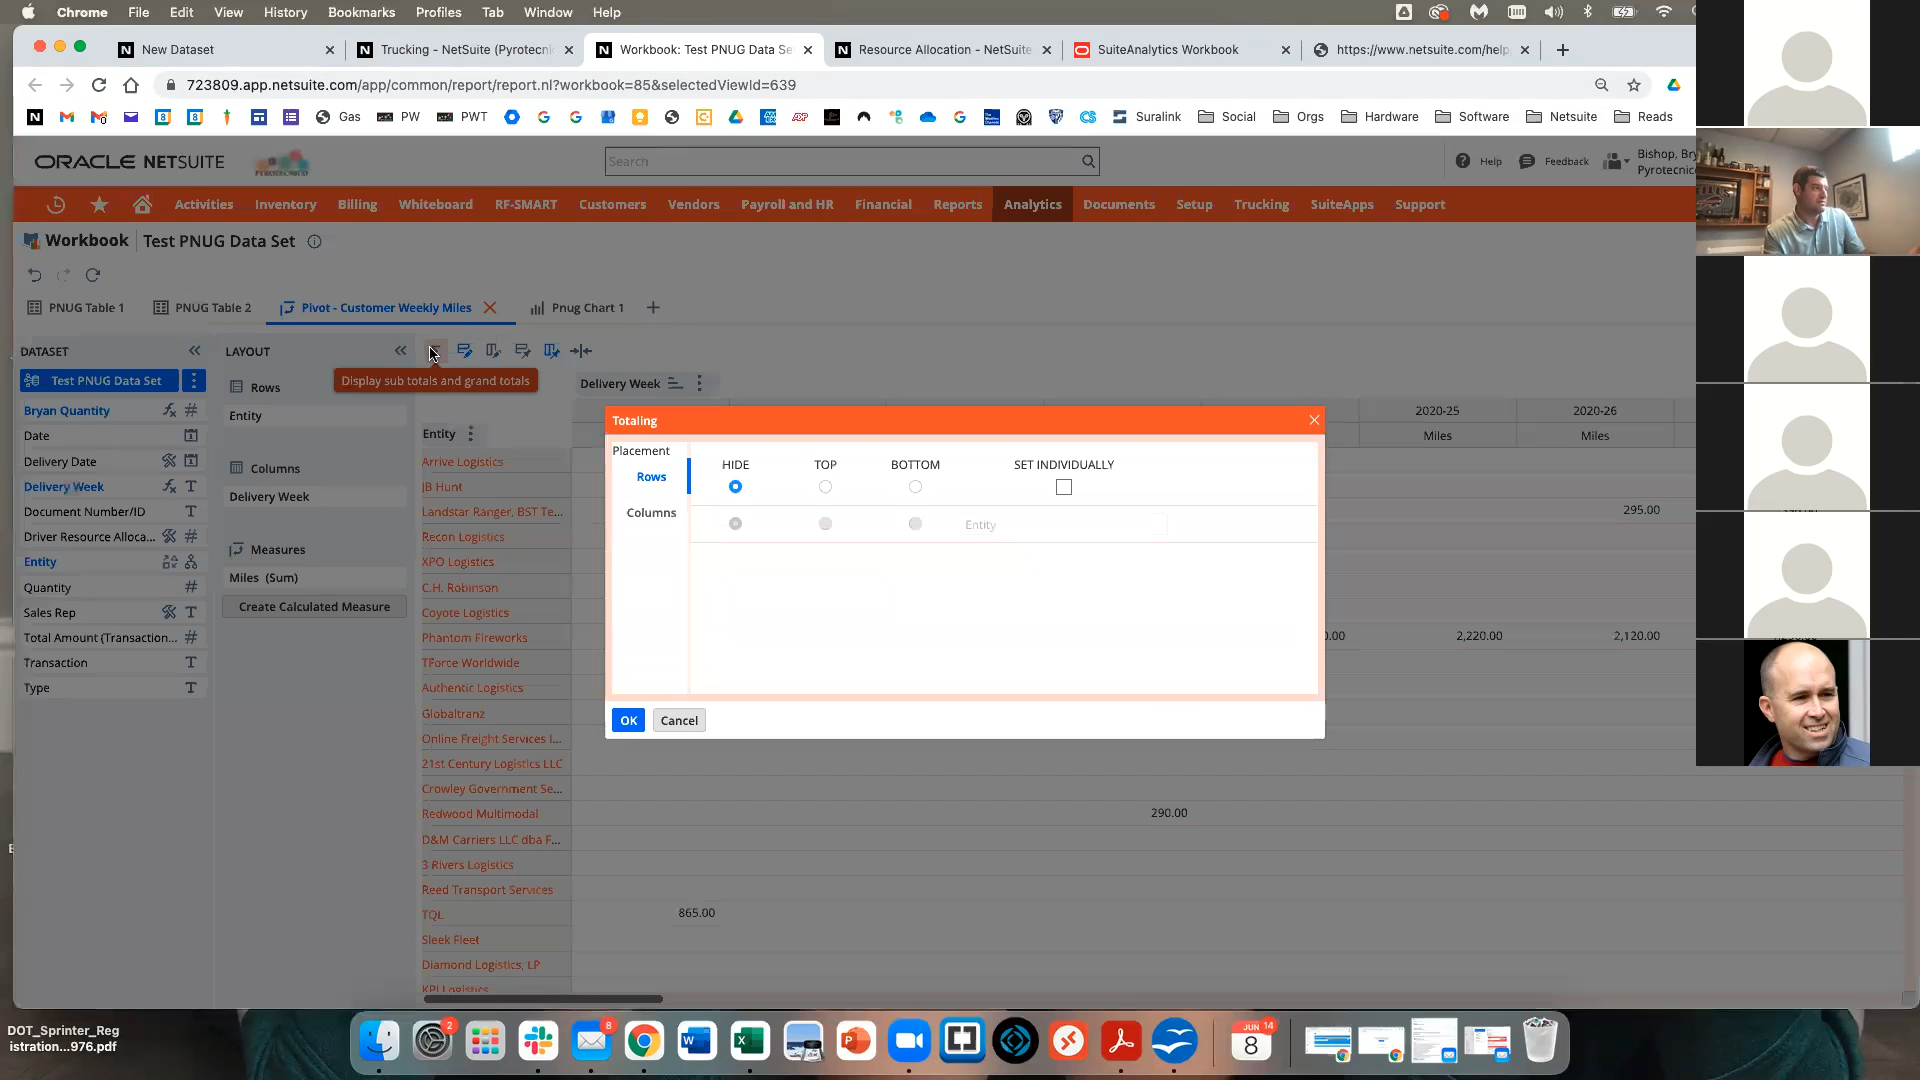 Chrome File Edit View History Bookmarks Profiles Tab Window Help
New Dataset
Trucking - NetSuite (Pyrotecni
Workbook: Test PNUG Data Se
Resource Allocation - NetSuite
SuiteAnalytics Workbook
https://www.netsuite.com/help
723809.app.netsuite.com/app/common/report/report.nl?workbook=85&selectedViewId=639
Gas PW PWT Suralink Social Orgs Hardware Software Netsuite Reads
ORACLE NETSUITE
Search
Help Feedback
Bishop, Bry
Pyrotecnic
Activities Inventory Billing Whiteboard RF-SMART Customers Vendors Payroll and HR Financial Reports Analytics Documents Setup Trucking SuiteApps Support
Workbook Test PNUG Data Set
PNUG Table 1 PNUG Table 2 Pivot - Customer Weekly Miles Pnug Chart 1
DATASET
Test PNUG Data Set
Bryan Quantity
Date
Delivery Date
Delivery Week
Document Number/ID
Driver Resource Alloca...
Entity
Quantity
Sales Rep
Total Amount (Transaction...
Transaction
Type
LAYOUT
Rows
Entity
Columns
Delivery Week
Measures
Miles (Sum)
Create Calculated Measure
Display sub totals and grand totals
Delivery Week
2020-25 2020-26
Miles Miles
Entity
Arrive Logistics
JB Hunt
Landstar Ranger, BST Te...
295.00
Recon Logistics
XPO Logistics
C.H. Robinson
Coyote Logistics
Phantom Fireworks
2,220.00 2,120.00
TForce Worldwide
Authentic Logistics
Globaltranz
Online Freight Services I...
21st Century Logistics LLC
Crowley Government Se...
Redwood Multimodal
290.00
D&M Carriers LLC dba F...
3 Rivers Logistics
Reed Transport Services
TQL
865.00
Sleek Fleet
Diamond Logistics, LP
KPI Logistics
Totaling
Placement
Rows
Columns
HIDE TOP BOTTOM SET INDIVIDUALLY
Entity
OK Cancel
DOT_Sprinter_Reg
istration...976.pdf
2
8
JUN 14
8